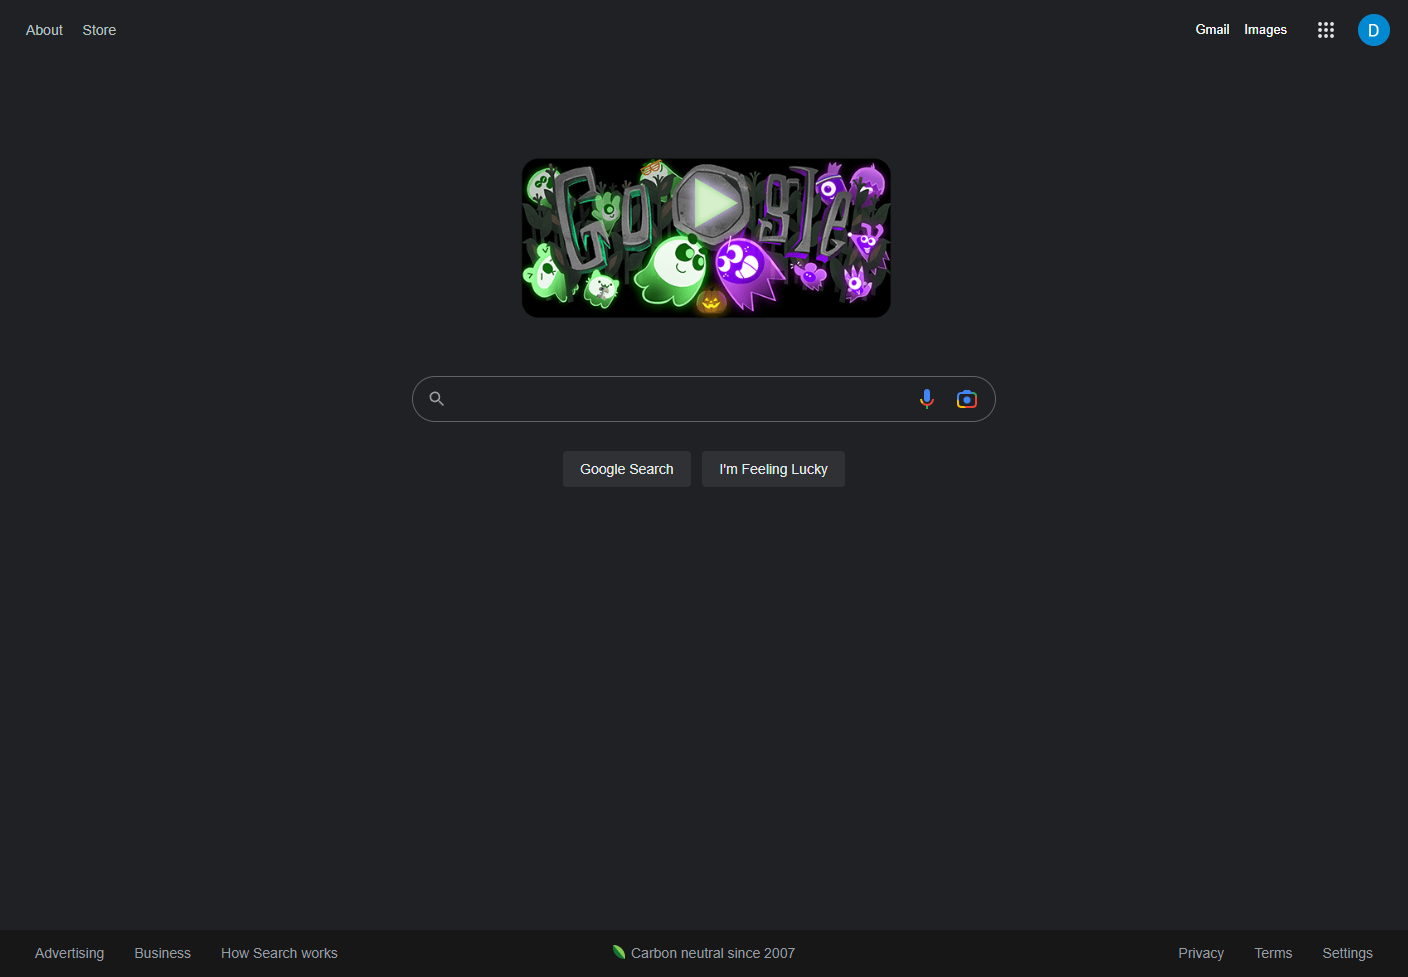 About Store
Gmail Images
D
Google
Google Search
I'm Feeling Lucky
Advertising Business How Search works
Carbon neutral since 2007
Privacy Terms Settings